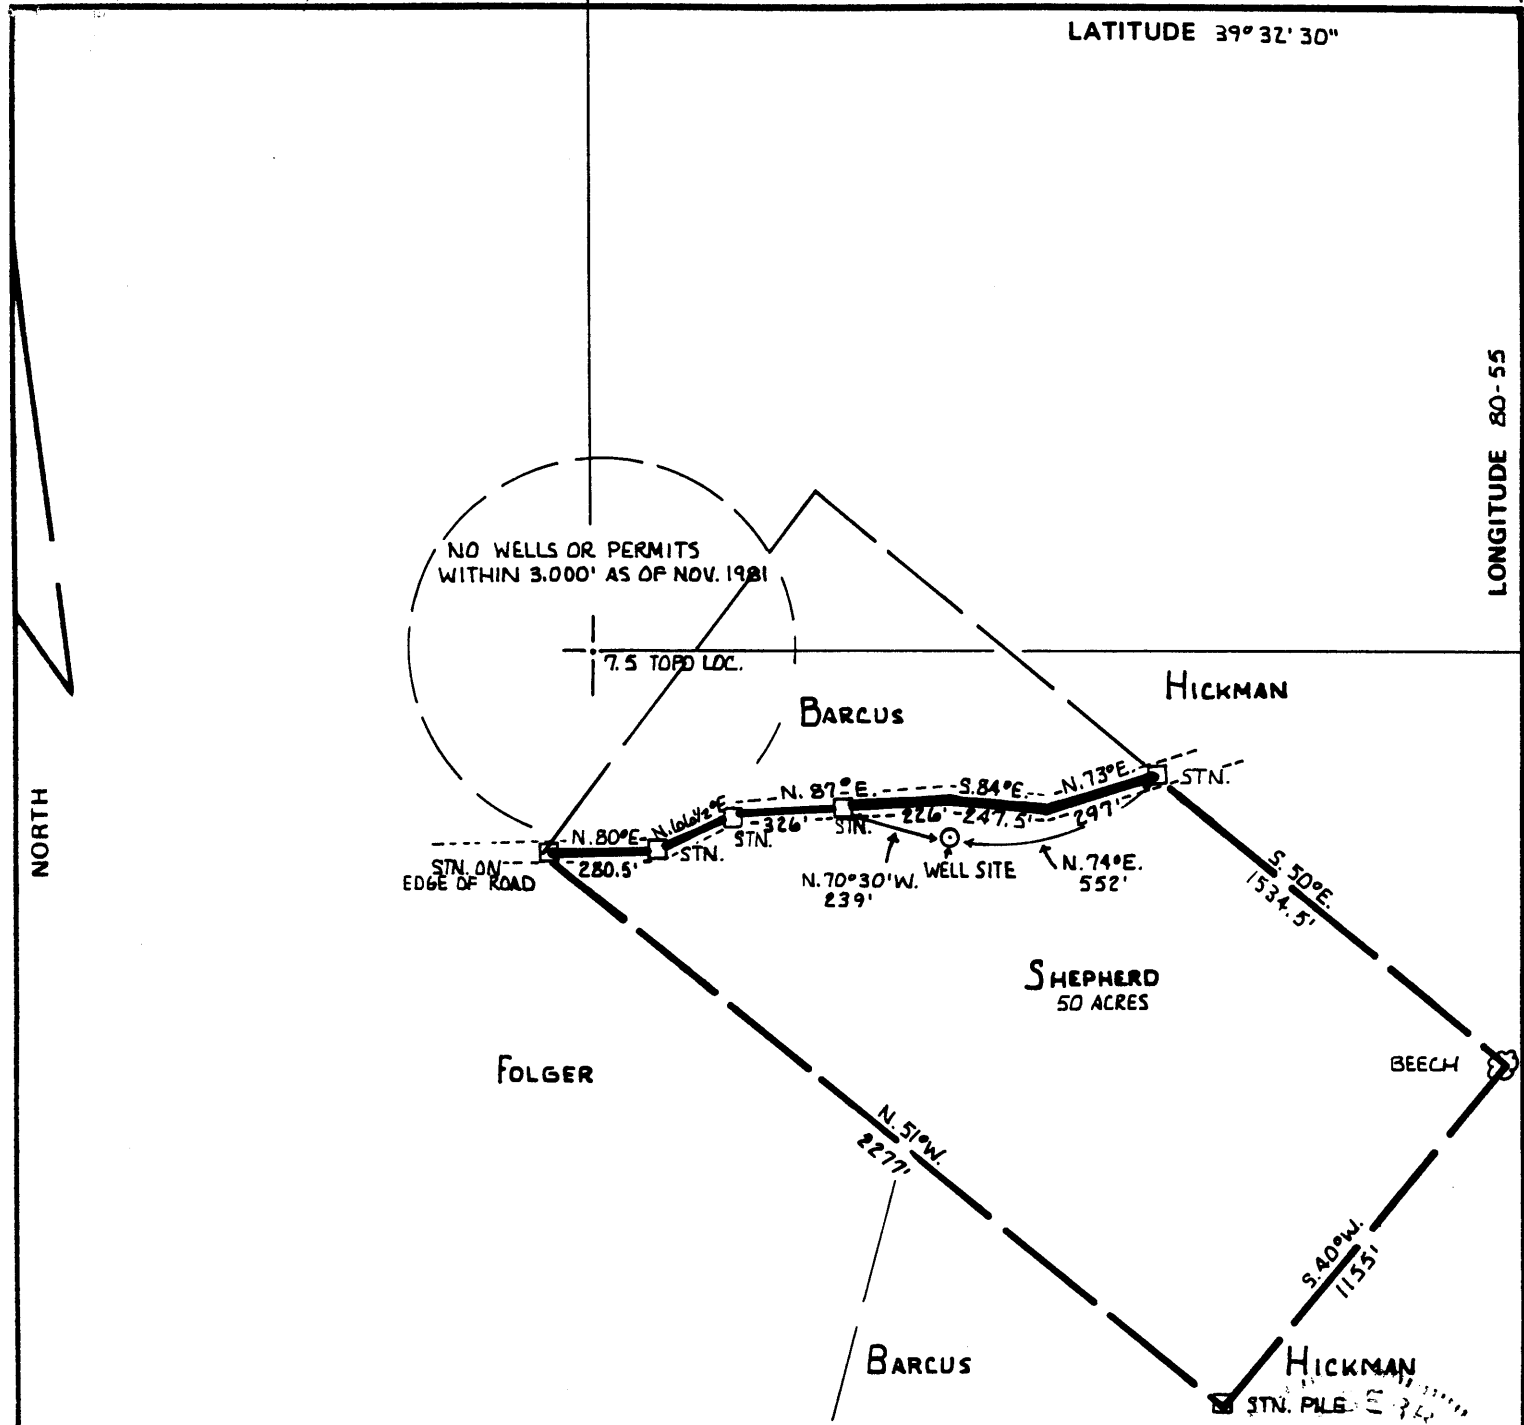 LATITUDE 39° 32' 30"
LONGITUDE 80-55
NO WELLS OR PERMITS
WITHIN 3.000' AS OF NOV. 1981
7.5 TOPO LOC.
HICKMAN
BARCUS
NORTH
N. 80°E.
280.5'
N. 66 1/2°E
N. 87° E.
326'
S. 84°E.
226'
247.5'
N. 73°E.
297'
STN.
STN.
STN.
STN.
STN. ON
EDGE OF ROAD
N. 70°30'W.
239'
WELL SITE
N. 74°E.
552'
S. 50°E.
1534.5'
SHEPHERD
50 ACRES
BEECH
FOLGER
N. 51°W.
2277'
S. 40°W.
1155'
BARCUS
HICKMAN
STN. PILE